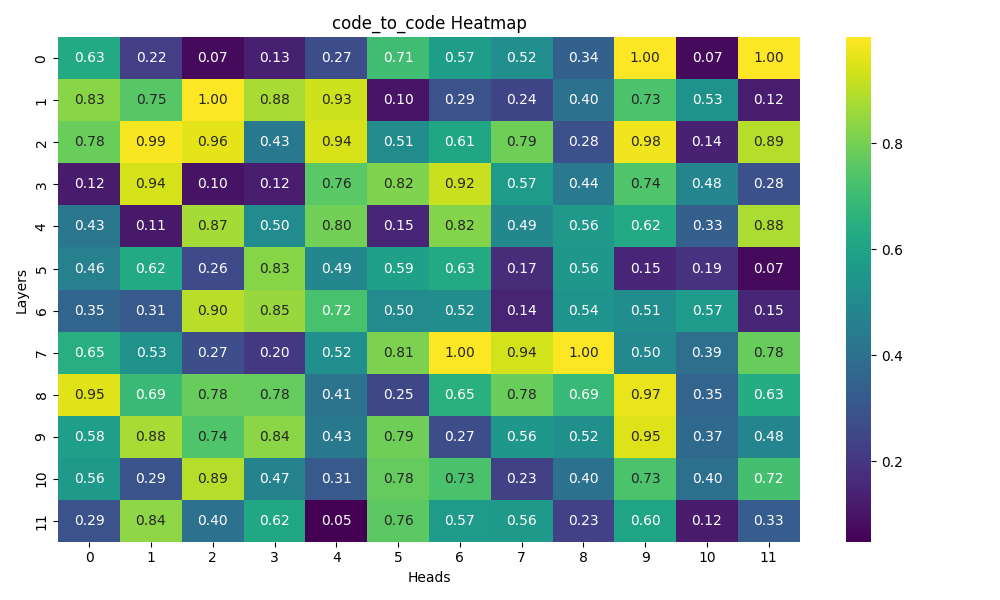 code_to_code Heatmap
0 0.63 0.22 0.07 0.13 0.27 0.71 0.57 0.52 0.34 1.00 0.07 1.00
1 0.83 0.75 1.00 0.88 0.93 0.10 0.29 0.24 0.40 0.73 0.53 0.12
2 0.78 0.99 0.96 0.43 0.94 0.51 0.61 0.79 0.28 0.98 0.14 0.89
0.8
3 0.12 0.94 0.10 0.12 0.76 0.82 0.92 0.57 0.44 0.74 0.48 0.28
4 0.43 0.11 0.87 0.50 0.80 0.15 0.82 0.49 0.56 0.62 0.33 0.88
0.6
5 0.46 0.62 0.26 0.83 0.49 0.59 0.63 0.17 0.56 0.15 0.19 0.07
Layers
6 0.35 0.31 0.90 0.85 0.72 0.50 0.52 0.14 0.54 0.51 0.57 0.15
7 0.65 0.53 0.27 0.20 0.52 0.81 1.00 0.94 1.00 0.50 0.39 0.78
0.4
8 0.95 0.69 0.78 0.78 0.41 0.25 0.65 0.78 0.69 0.97 0.35 0.63
9 0.58 0.88 0.74 0.84 0.43 0.79 0.27 0.56 0.52 0.95 0.37 0.48
0.2
10 0.56 0.29 0.89 0.47 0.31 0.78 0.73 0.23 0.40 0.73 0.40 0.72
11 0.29 0.84 0.40 0.62 0.05 0.76 0.57 0.56 0.23 0.60 0.12 0.33
0 1 2 3 4 5 6 7 8 9 10 11
Heads